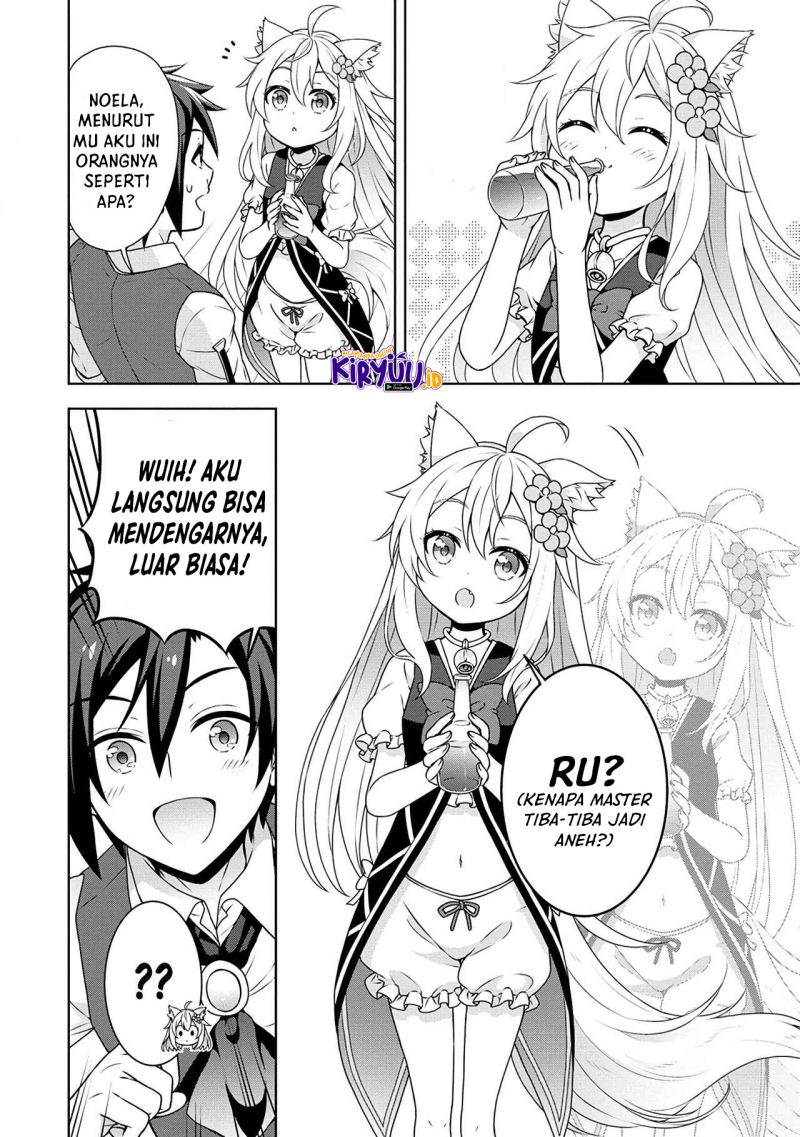 NOELA,
MENURUT
MU AKU INI
ORANGNYA
SEPERTI
APA?
KIRYUU.ID
WUIH! AKU
LANGSUNG BISA
MENDENGARNYA,
LUAR BIASA!
RU?
(KENAPA MASTER
TIBA-TIBA JADI
ANEH?)
??